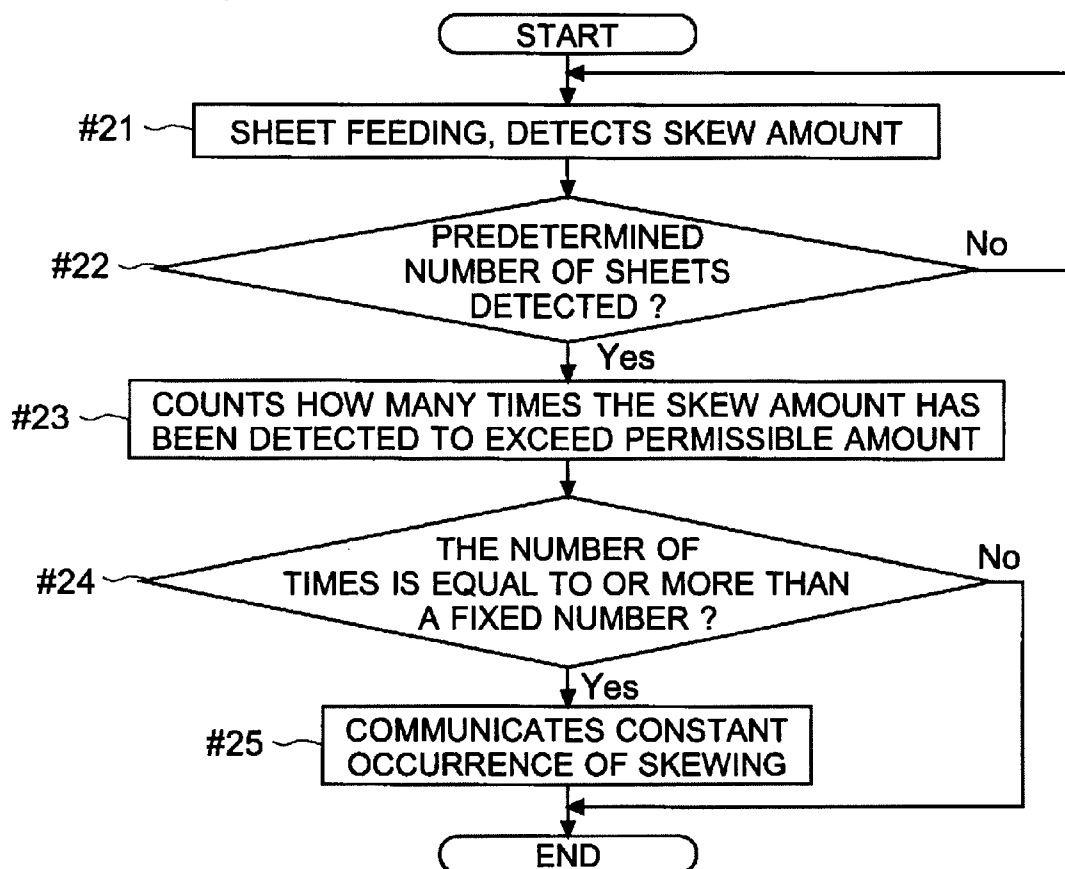 START
#21
SHEET FEEDING, DETECTS SKEW AMOUNT
#22
PREDETERMINED
NUMBER OF SHEETS
DETECTED ?
No
Yes
#23
COUNTS HOW MANY TIMES THE SKEW AMOUNT HAS
BEEN DETECTED TO EXCEED PERMISSIBLE AMOUNT
#24
THE NUMBER OF
TIMES IS EQUAL TO OR MORE THAN
A FIXED NUMBER ?
No
Yes
#25
COMMUNICATES CONSTANT
OCCURRENCE OF SKEWING
END